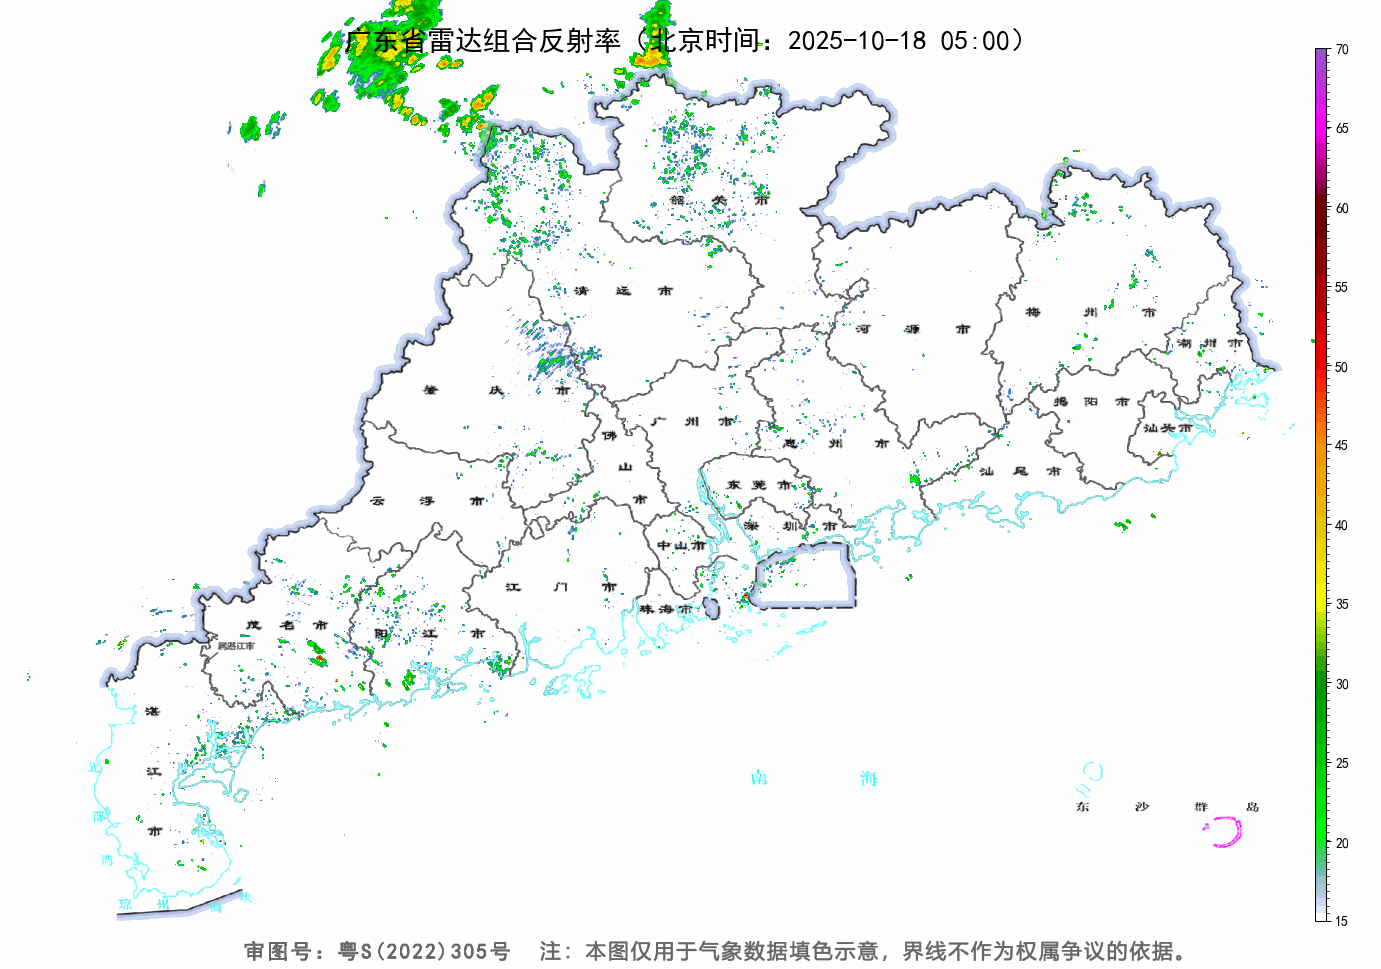 广东省雷达组合反射率（北京时间：2025-10-18 05:00）
70
65
60
55
50
45
40
35
30
25
20
15
韶关市
清远市
河源市
梅州市
潮州市
肇庆市
广州市
揭阳市
汕头市
佛山市
惠州市
汕尾市
云浮市
东莞市
深圳市
中山市
江门市
珠海市
茂名市
阳江市
属湛江市
湛江市
北部湾
南海
东沙群岛
琼州海峡
审图号：粤S(2022)305号 注：本图仅用于气象数据填色示意，界线不作为权属争议的依据。